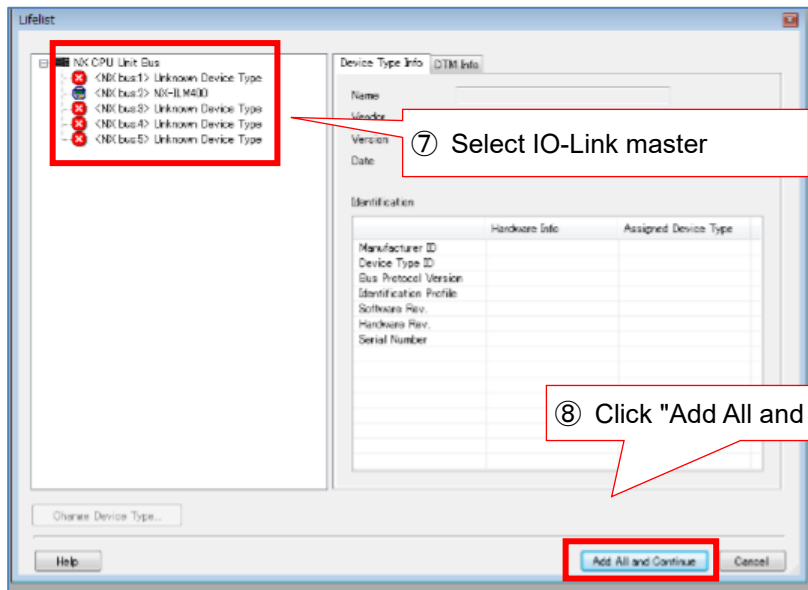 Lifelist
NX CPU Unit Bus
<NX bus:1> Unknown Device Type
<NX bus:2> NX-ILM400
<NX bus:3> Unknown Device Type
<NX bus:4> Unknown Device Type
<NX bus:5> Unknown Device Type
Device Type Info DTM Info
Name
Vendor
Version
Date
⑦ Select IO-Link master
Identification
Hardware Info Assigned Device Type
Manufacturer ID
Device Type ID
Bus Protocol Version
Identification Profile
Software Rev.
Hardware Rev.
Serial Number
⑧ Click "Add All and
Change Device Type...
Help Add All and Continue Cancel